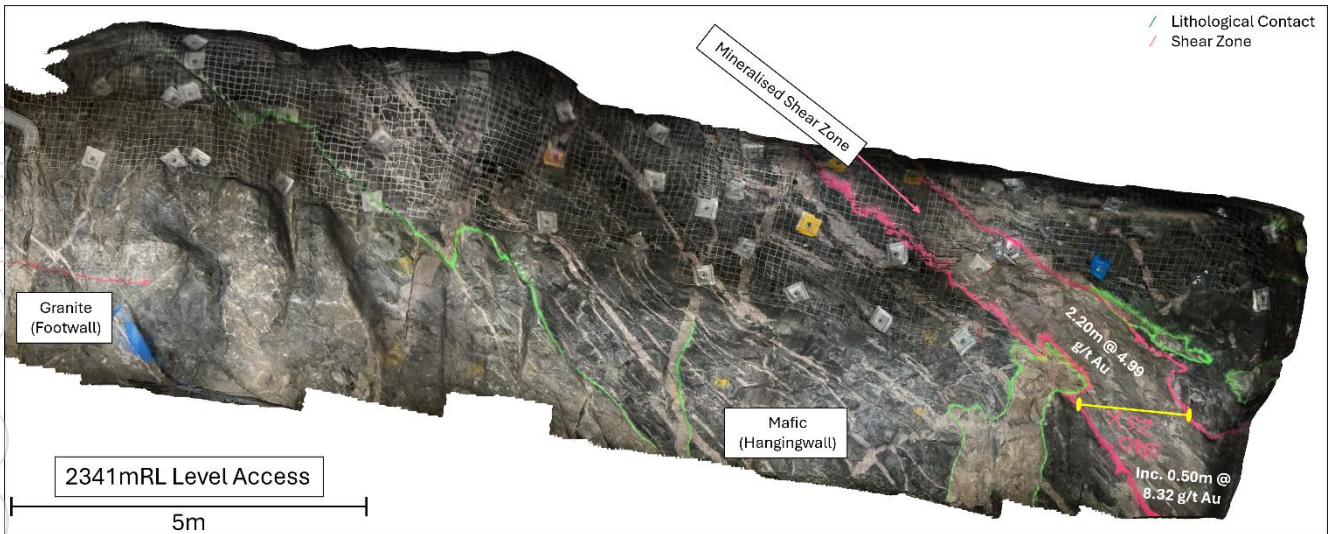 Lithological Contact
Shear Zone
Mineralised Shear Zone
Granite
(Footwall)
2.20m @ 4.99
g/t Au
Mafic
(Hangingwall)
ORE
Inc. 0.50m @
8.32 g/t Au
2341mRL Level Access
5m